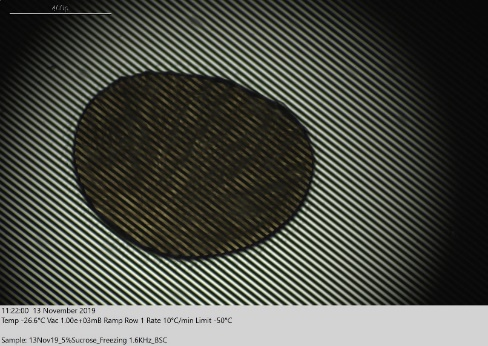 11:22:00 13 November 2019
Temp -26.6°C Vac 1.00e+03mB Ramp Row 1 Rate 10°C/min Limit -50°C
Sample: 13Nov19_5%Sucrose_Freezing 1.6KHz_BSC